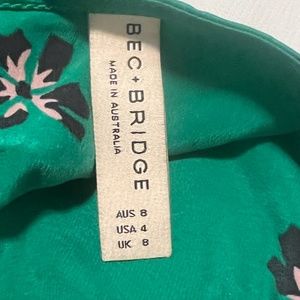 BEC + BRIDGE
MADE IN AUSTRALIA
AUS 8
USA 4
UK 8